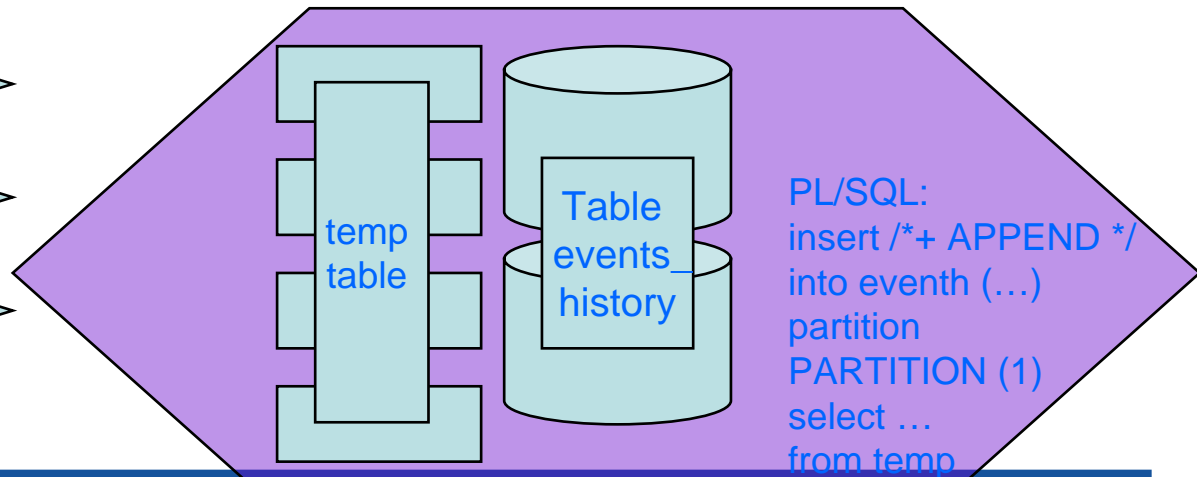 temp
table
Table
events_
history
PL/SQL:
insert /*+ APPEND */
into eventh (…)
partition
PARTITION (1)
select …
from temp